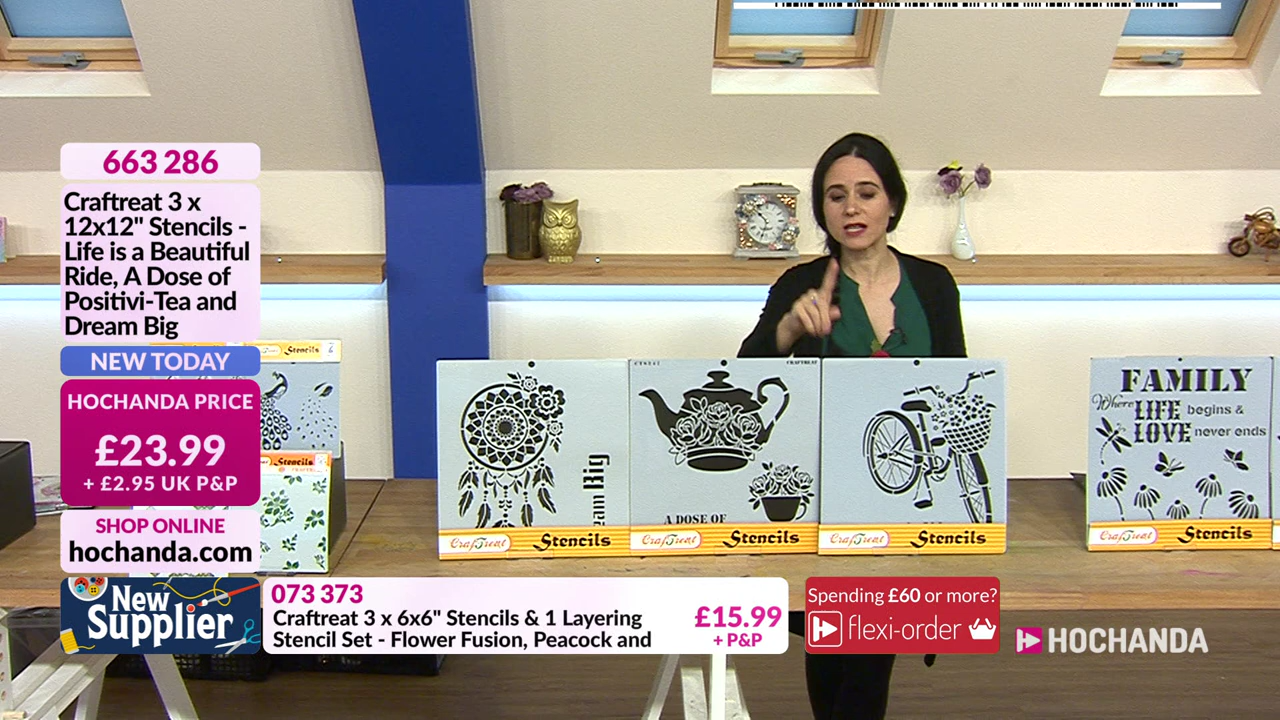 663 286
Craftreat 3 x
12x12" Stencils -
Life is a Beautiful
Ride, A Dose of
Positivi-Tea and
Dream Big
NEW TODAY
HOCHANDA PRICE
£23.99
+ £2.95 UK P&P
SHOP ONLINE
hochanda.com
New
Supplier
073 373
Craftreat 3 x 6x6" Stencils & 1 Layering
Stencil Set - Flower Fusion, Peacock and
£15.99
+ P&P
Spending £60 or more?
flexi-order
HOCHANDA
Stencils
Stencils
eam Big
CrafTreat Stencils
CRAFTREAT
A DOSE OF
CrafTreat Stencils
CrafTreat Stencils
FAMILY
Where LIFE begins &
LOVE never ends
CrafTreat Stencils